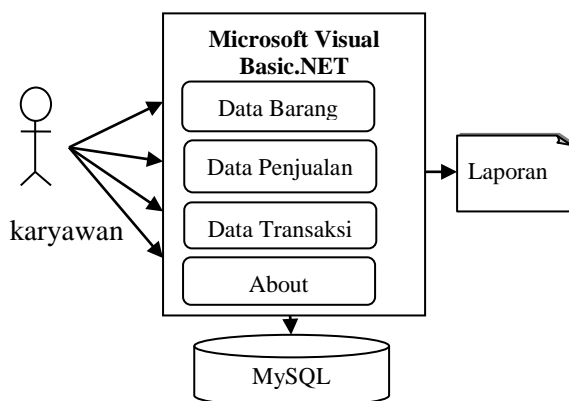 Microsoft Visual
Basic.NET
Data Barang
Data Penjualan
Laporan
karyawan
Data Transaksi
About
MySQL